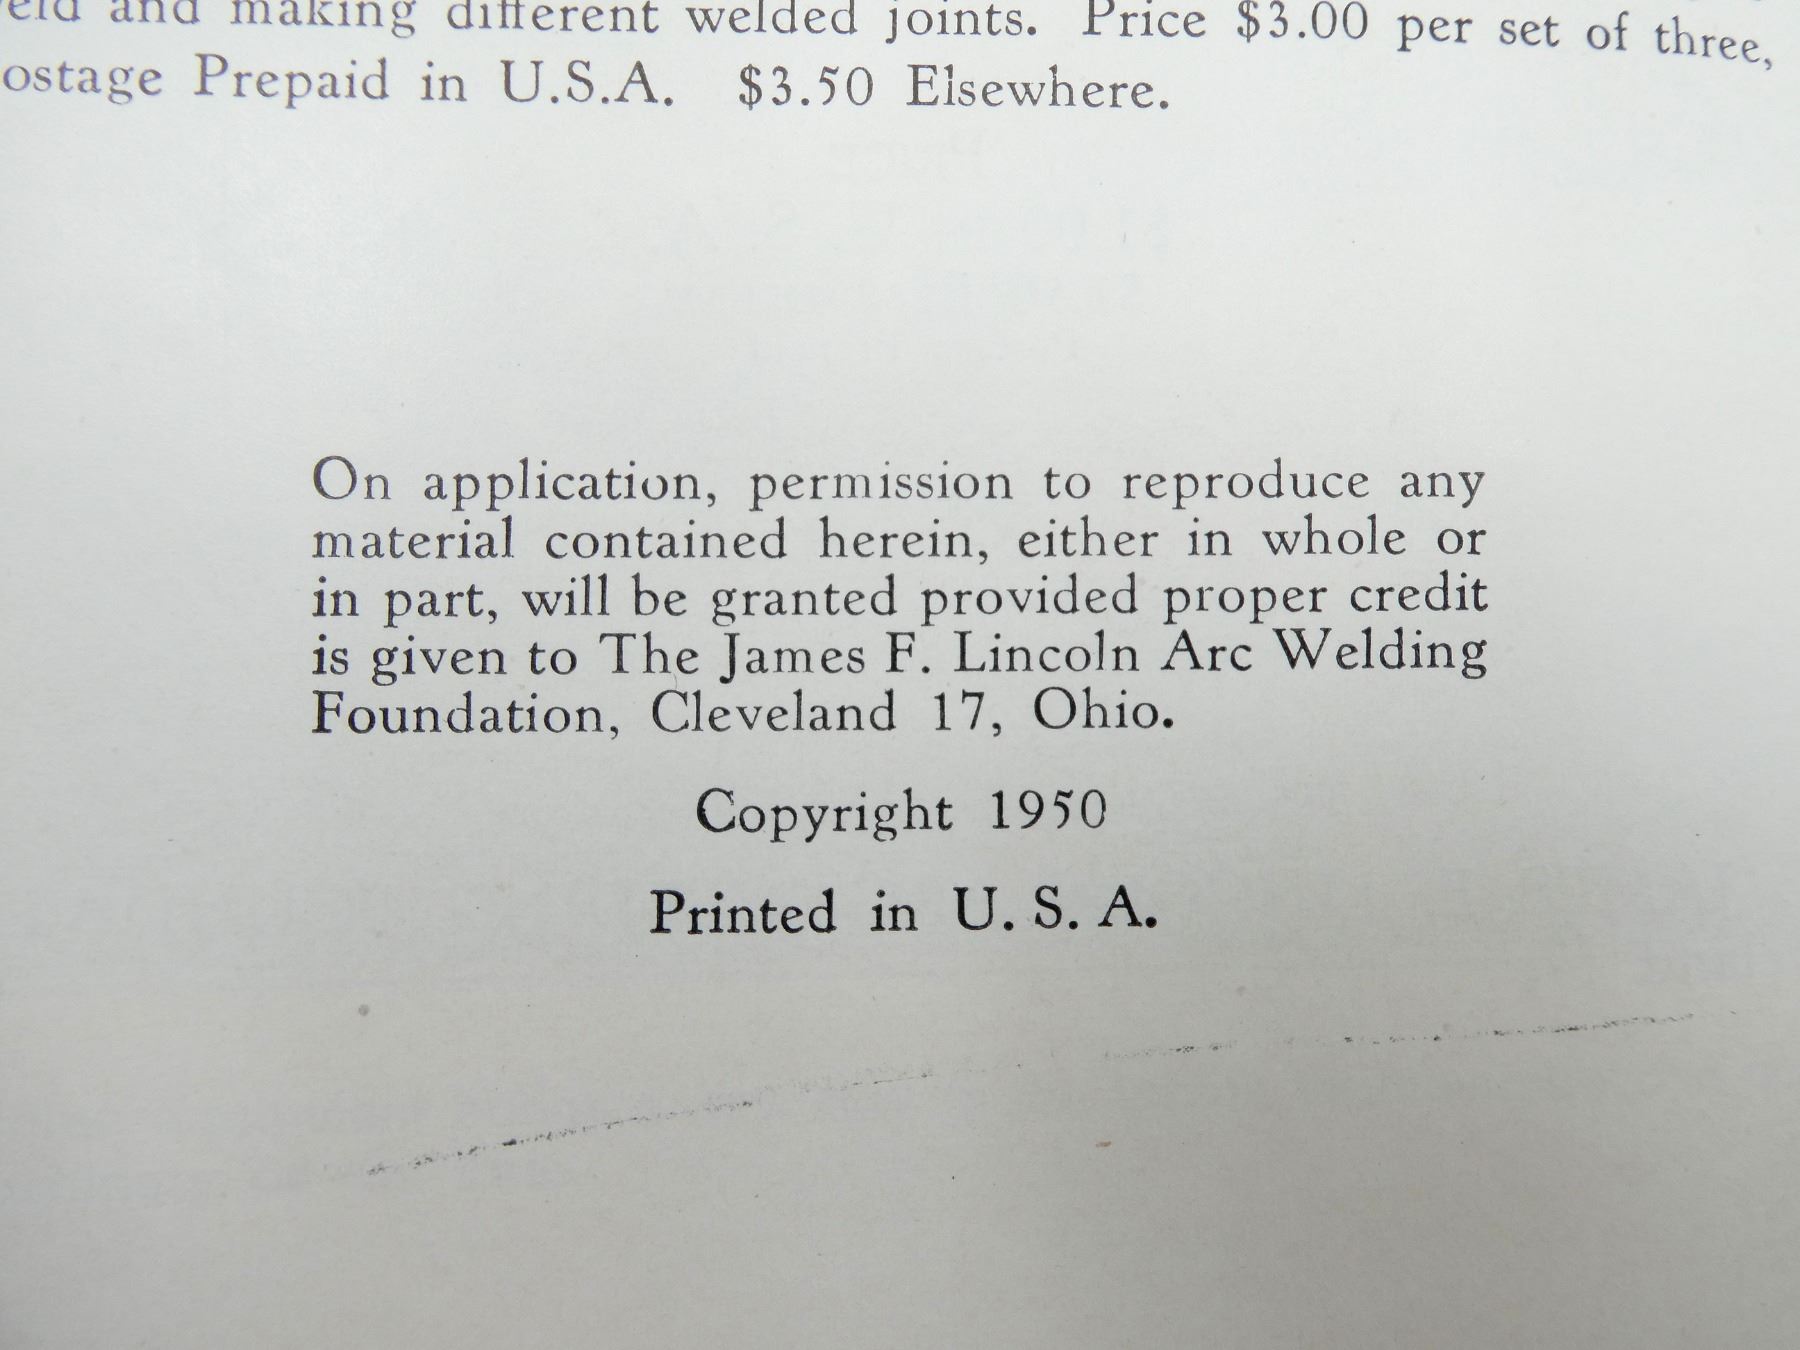 and making different welded joints. Price $3.00 per set of three,
ostage Prepaid in U.S.A. $3.50 Elsewhere.
On application, permission to reproduce any
material contained herein, either in whole or
in part, will be granted provided proper credit
is given to The James F. Lincoln Arc Welding
Foundation, Cleveland 17, Ohio.
Copyright 1950
Printed in U. S. A.